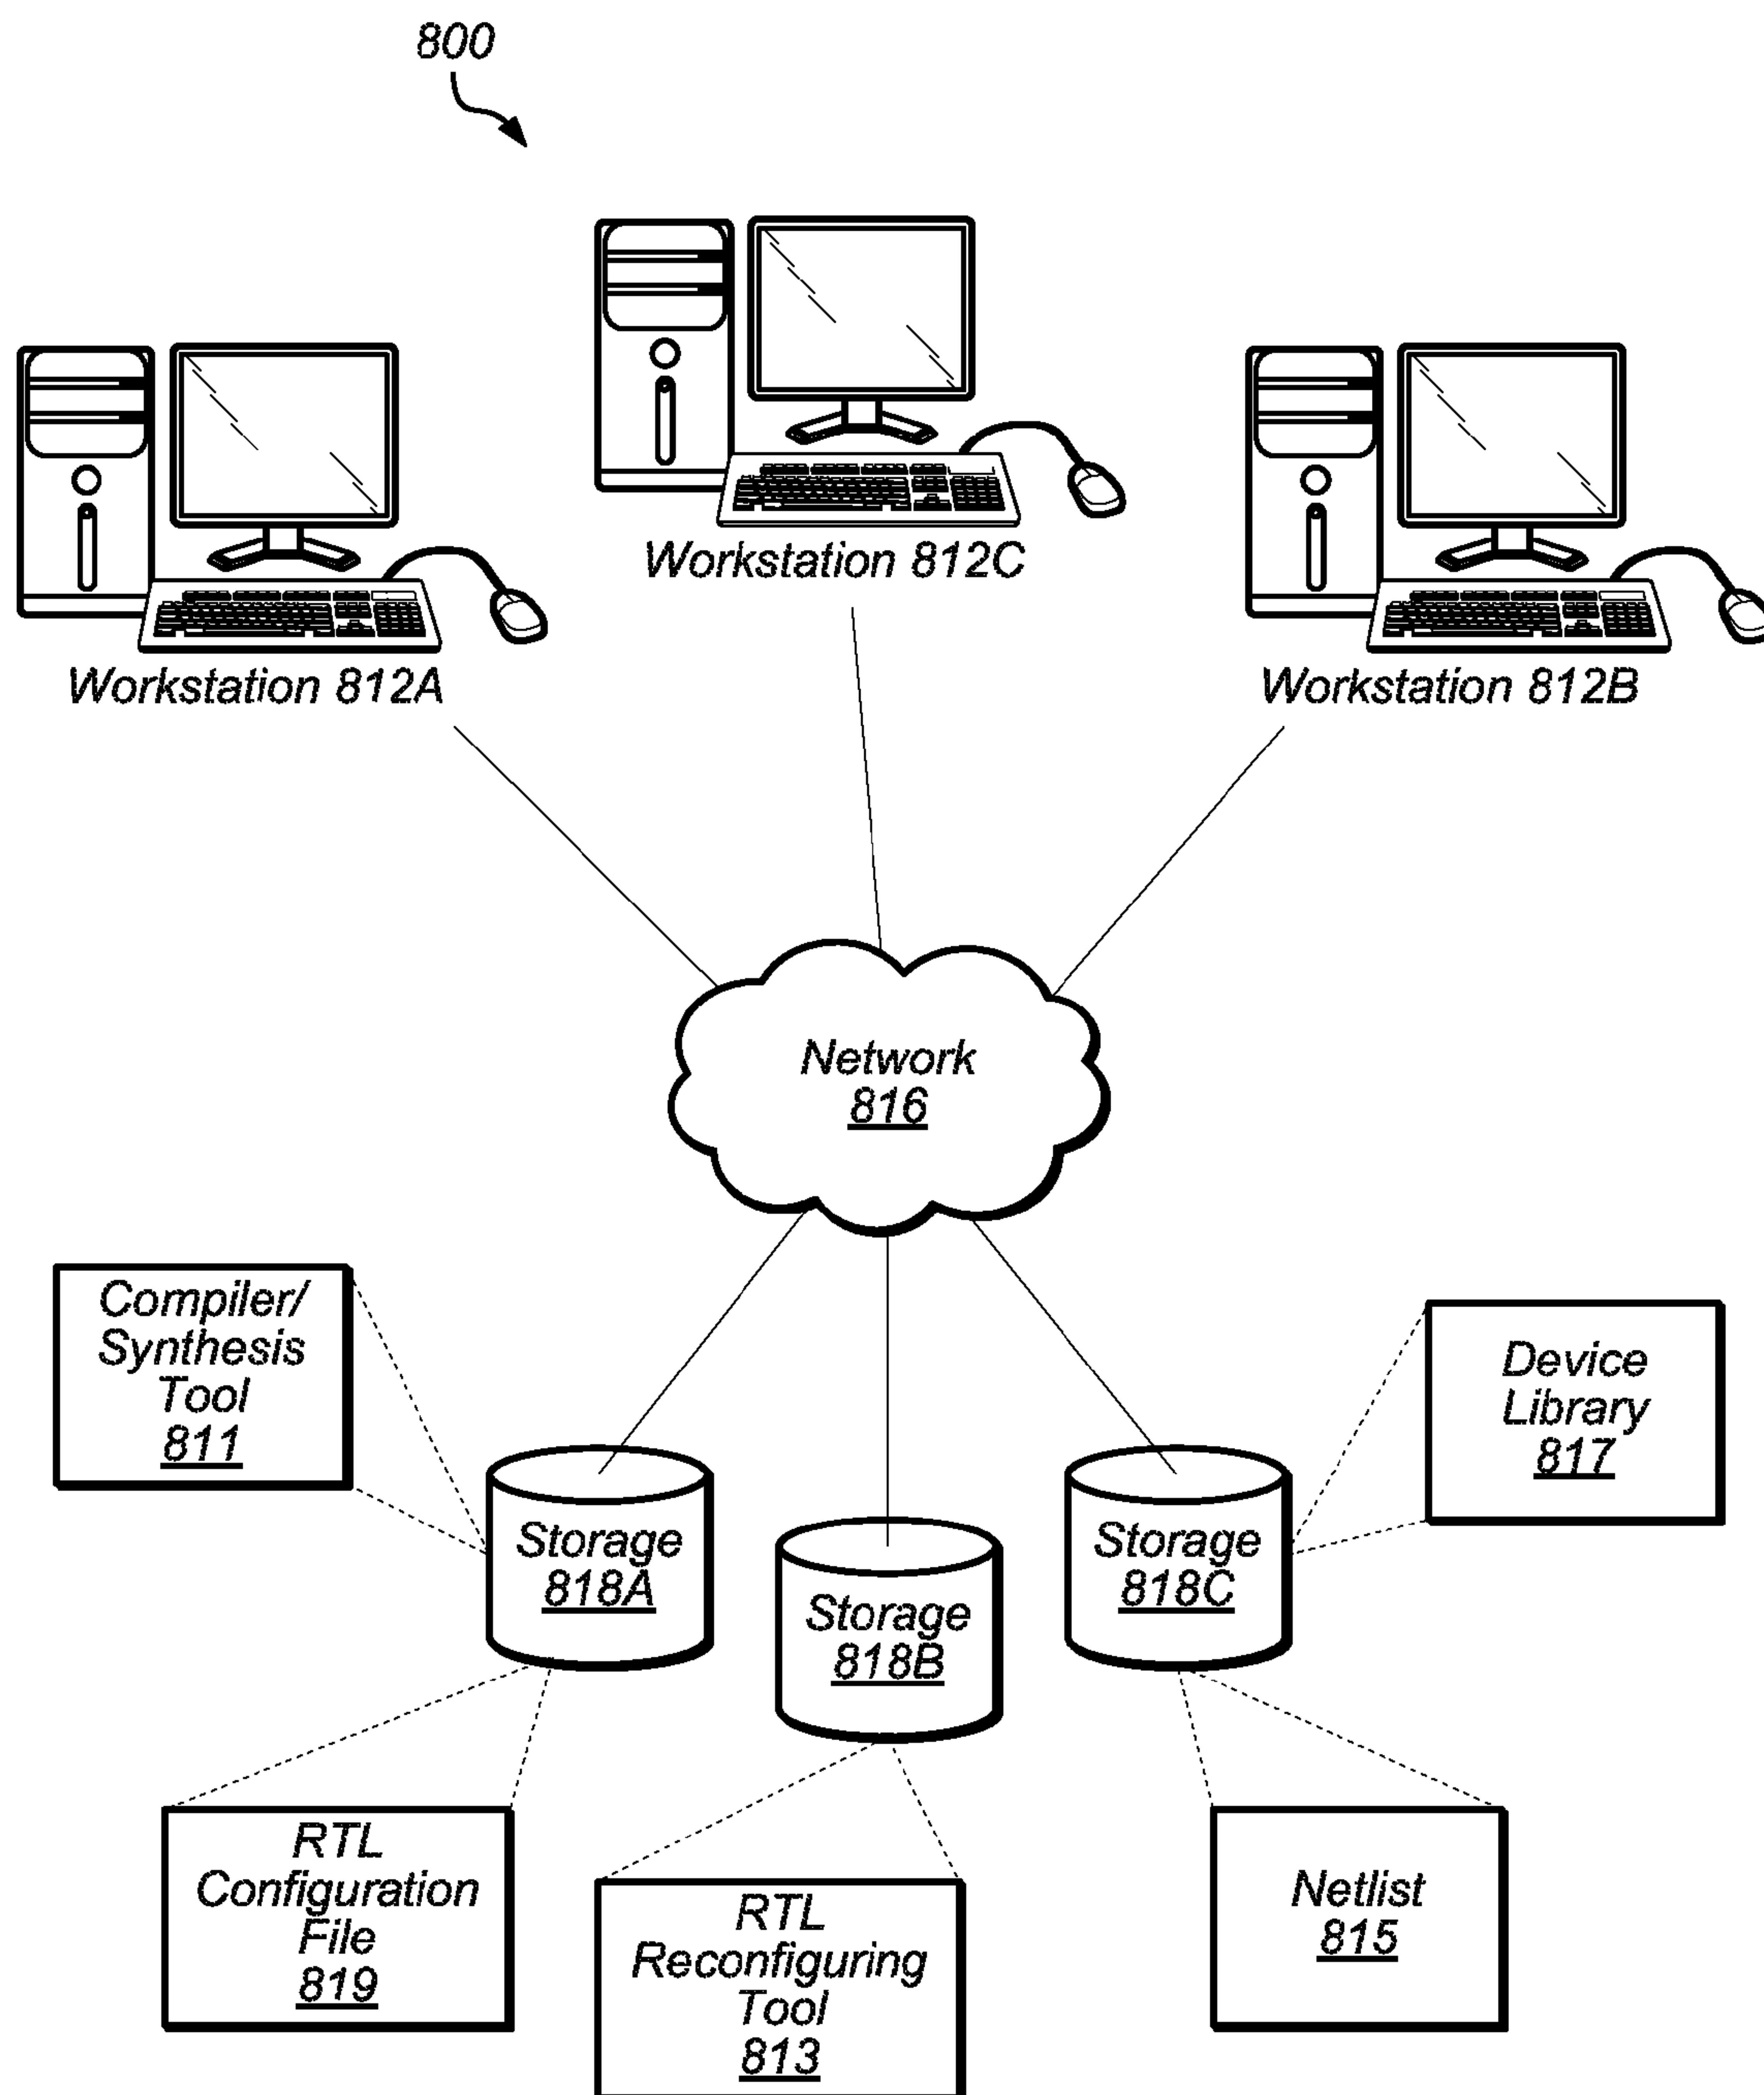 800
Workstation 812C
Workstation 812A
Workstation 812B
Network
816
Compiler/
Synthesis
Tool
811
Device
Library
817
Storage
818A
Storage
818B
Storage
818C
RTL
Configuration
File
819
RTL
Reconfiguring
Tool
813
Netlist
815